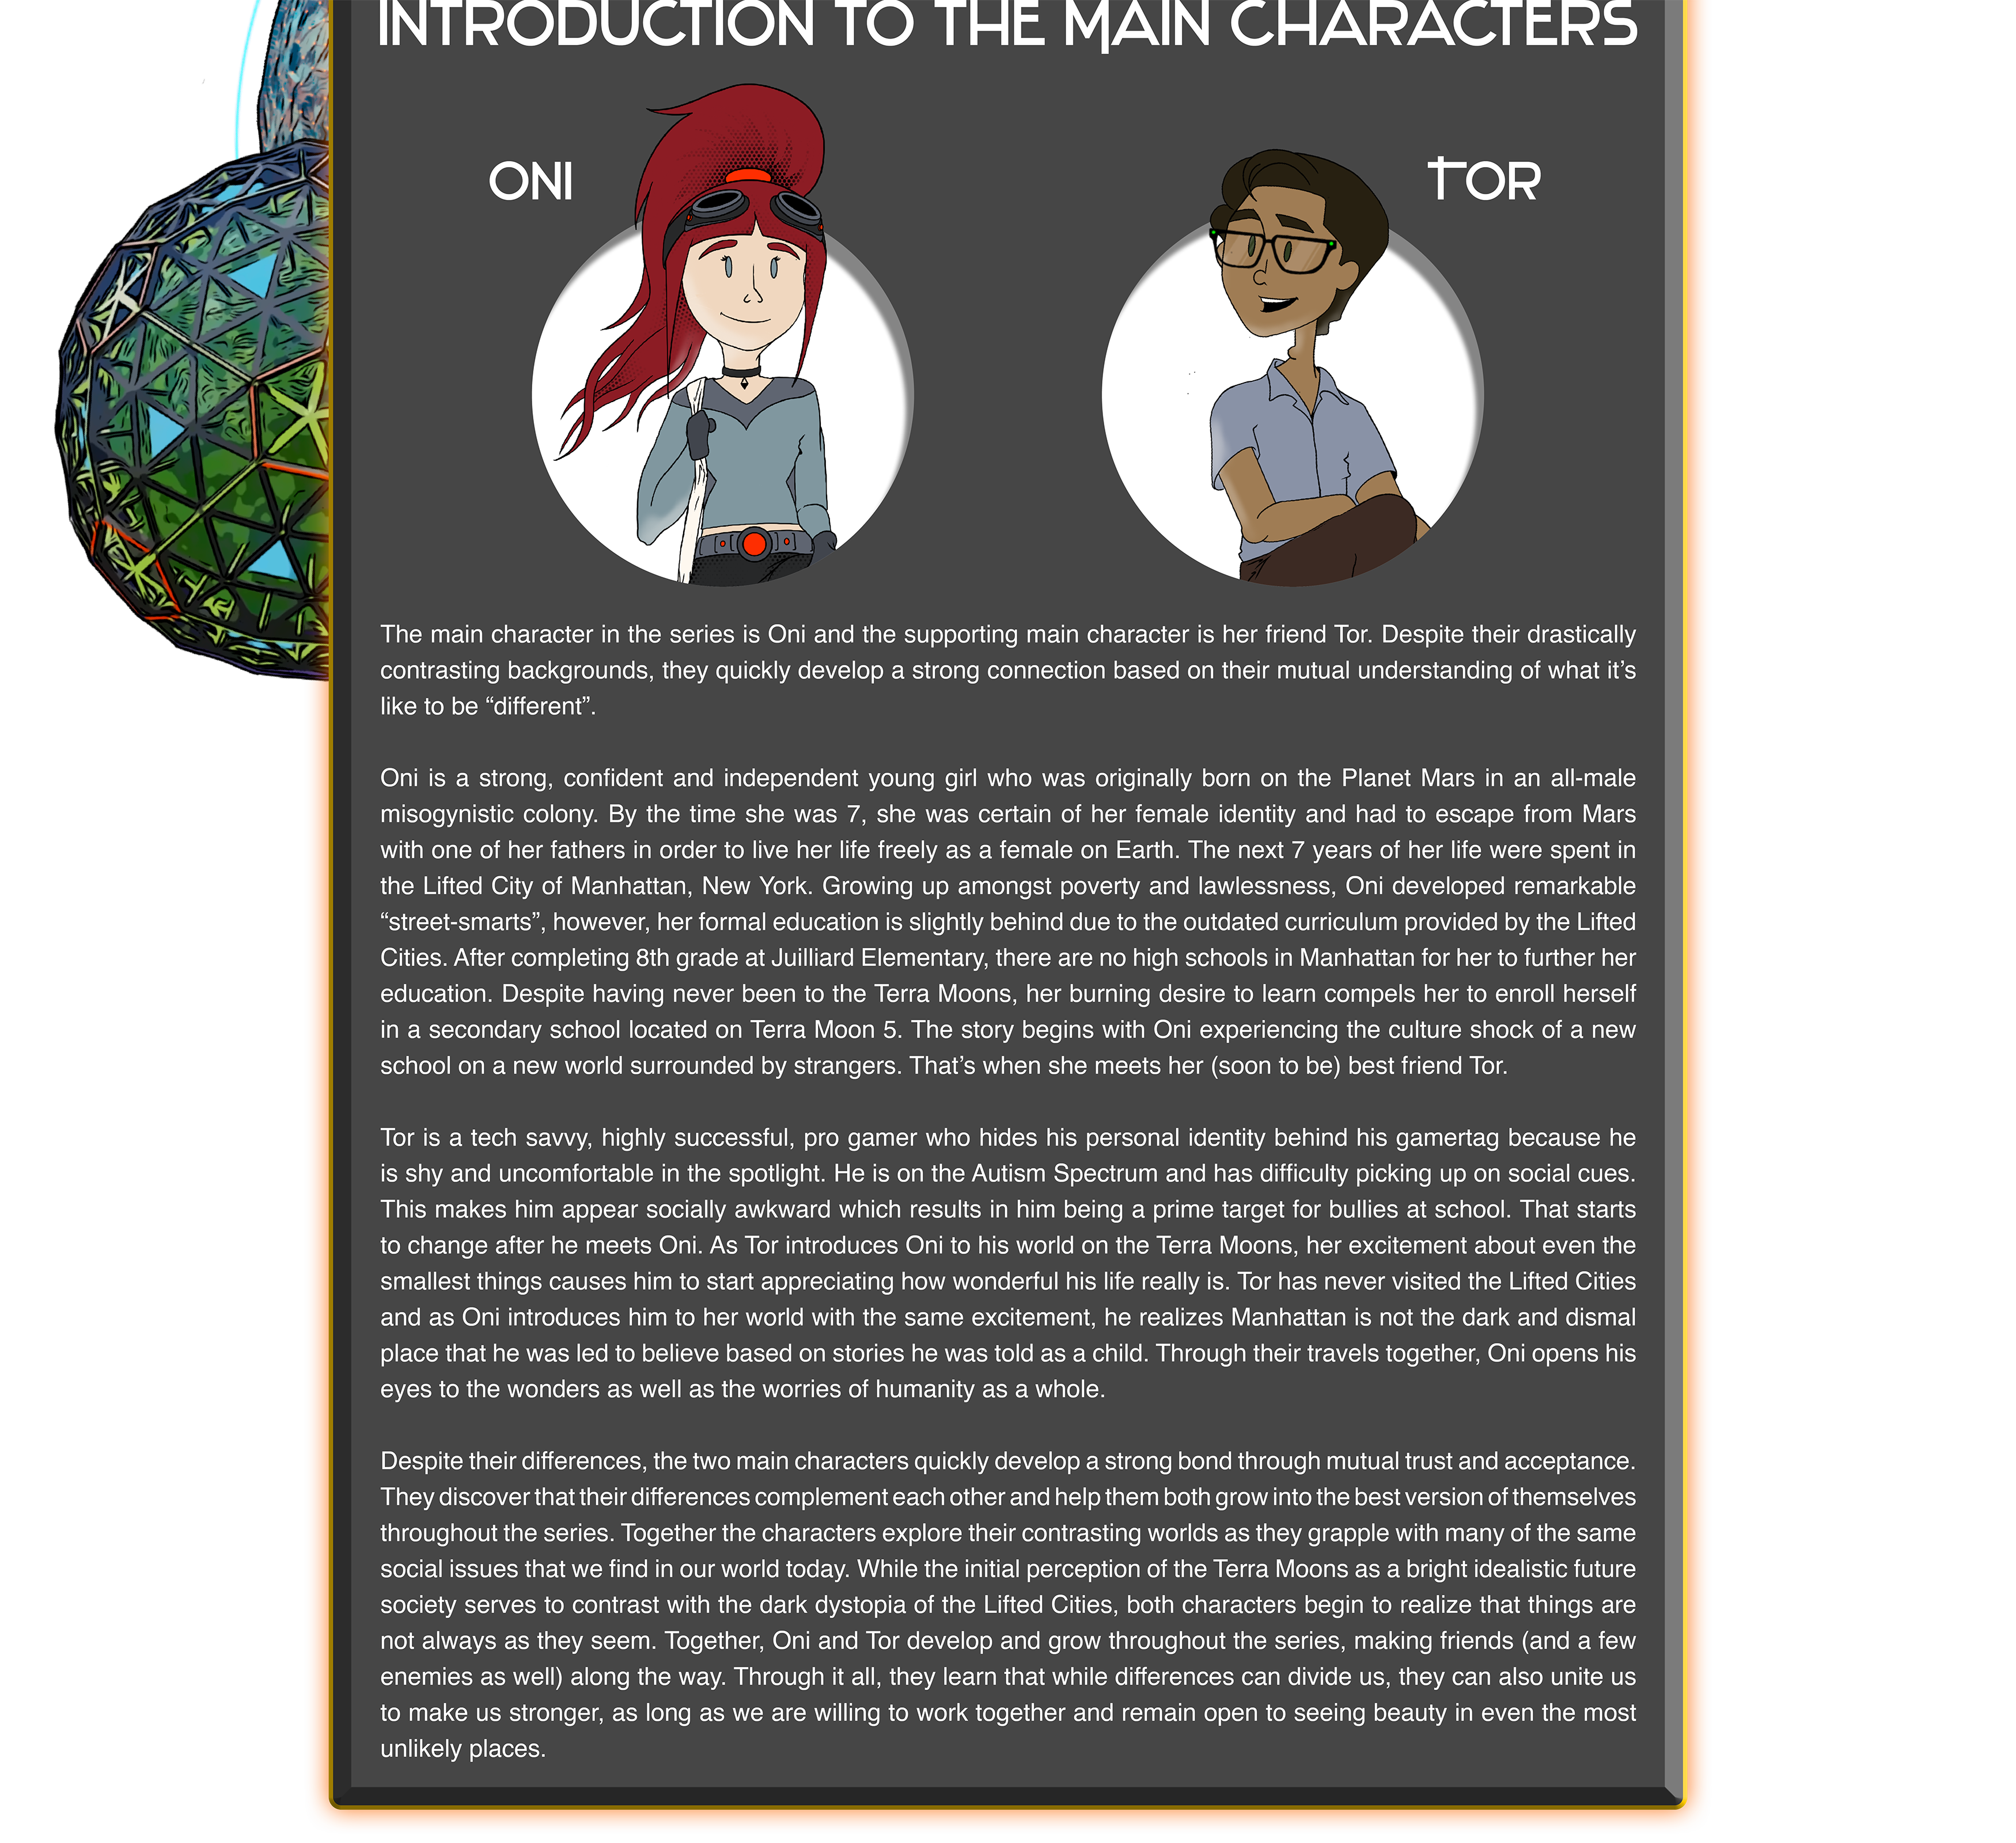 INTRODUCTION TO THE MAIN CHARACTERS
ONI
TOR
The main character in the series is Oni and the supporting main character is her friend Tor. Despite their drastically
contrasting backgrounds, they quickly develop a strong connection based on their mutual understanding of what it’s
like to be “different”.
Oni is a strong, confident and independent young girl who was originally born on the Planet Mars in an all-male
misogynistic colony. By the time she was 7, she was certain of her female identity and had to escape from Mars
with one of her fathers in order to live her life freely as a female on Earth. The next 7 years of her life were spent in
the Lifted City of Manhattan, New York. Growing up amongst poverty and lawlessness, Oni developed remarkable
“street-smarts”, however, her formal education is slightly behind due to the outdated curriculum provided by the Lifted
Cities. After completing 8th grade at Juilliard Elementary, there are no high schools in Manhattan for her to further her
education. Despite having never been to the Terra Moons, her burning desire to learn compels her to enroll herself
in a secondary school located on Terra Moon 5. The story begins with Oni experiencing the culture shock of a new
school on a new world surrounded by strangers. That’s when she meets her (soon to be) best friend Tor.
Tor is a tech savvy, highly successful, pro gamer who hides his personal identity behind his gamertag because he
is shy and uncomfortable in the spotlight. He is on the Autism Spectrum and has difficulty picking up on social cues.
This makes him appear socially awkward which results in him being a prime target for bullies at school. That starts
to change after he meets Oni. As Tor introduces Oni to his world on the Terra Moons, her excitement about even the
smallest things causes him to start appreciating how wonderful his life really is. Tor has never visited the Lifted Cities
and as Oni introduces him to her world with the same excitement, he realizes Manhattan is not the dark and dismal
place that he was led to believe based on stories he was told as a child. Through their travels together, Oni opens his
eyes to the wonders as well as the worries of humanity as a whole.
Despite their differences, the two main characters quickly develop a strong bond through mutual trust and acceptance.
They discover that their differences complement each other and help them both grow into the best version of themselves
throughout the series. Together the characters explore their contrasting worlds as they grapple with many of the same
social issues that we find in our world today. While the initial perception of the Terra Moons as a bright idealistic future
society serves to contrast with the dark dystopia of the Lifted Cities, both characters begin to realize that things are
not always as they seem. Together, Oni and Tor develop and grow throughout the series, making friends (and a few
enemies as well) along the way. Through it all, they learn that while differences can divide us, they can also unite us
to make us stronger, as long as we are willing to work together and remain open to seeing beauty in even the most
unlikely places.